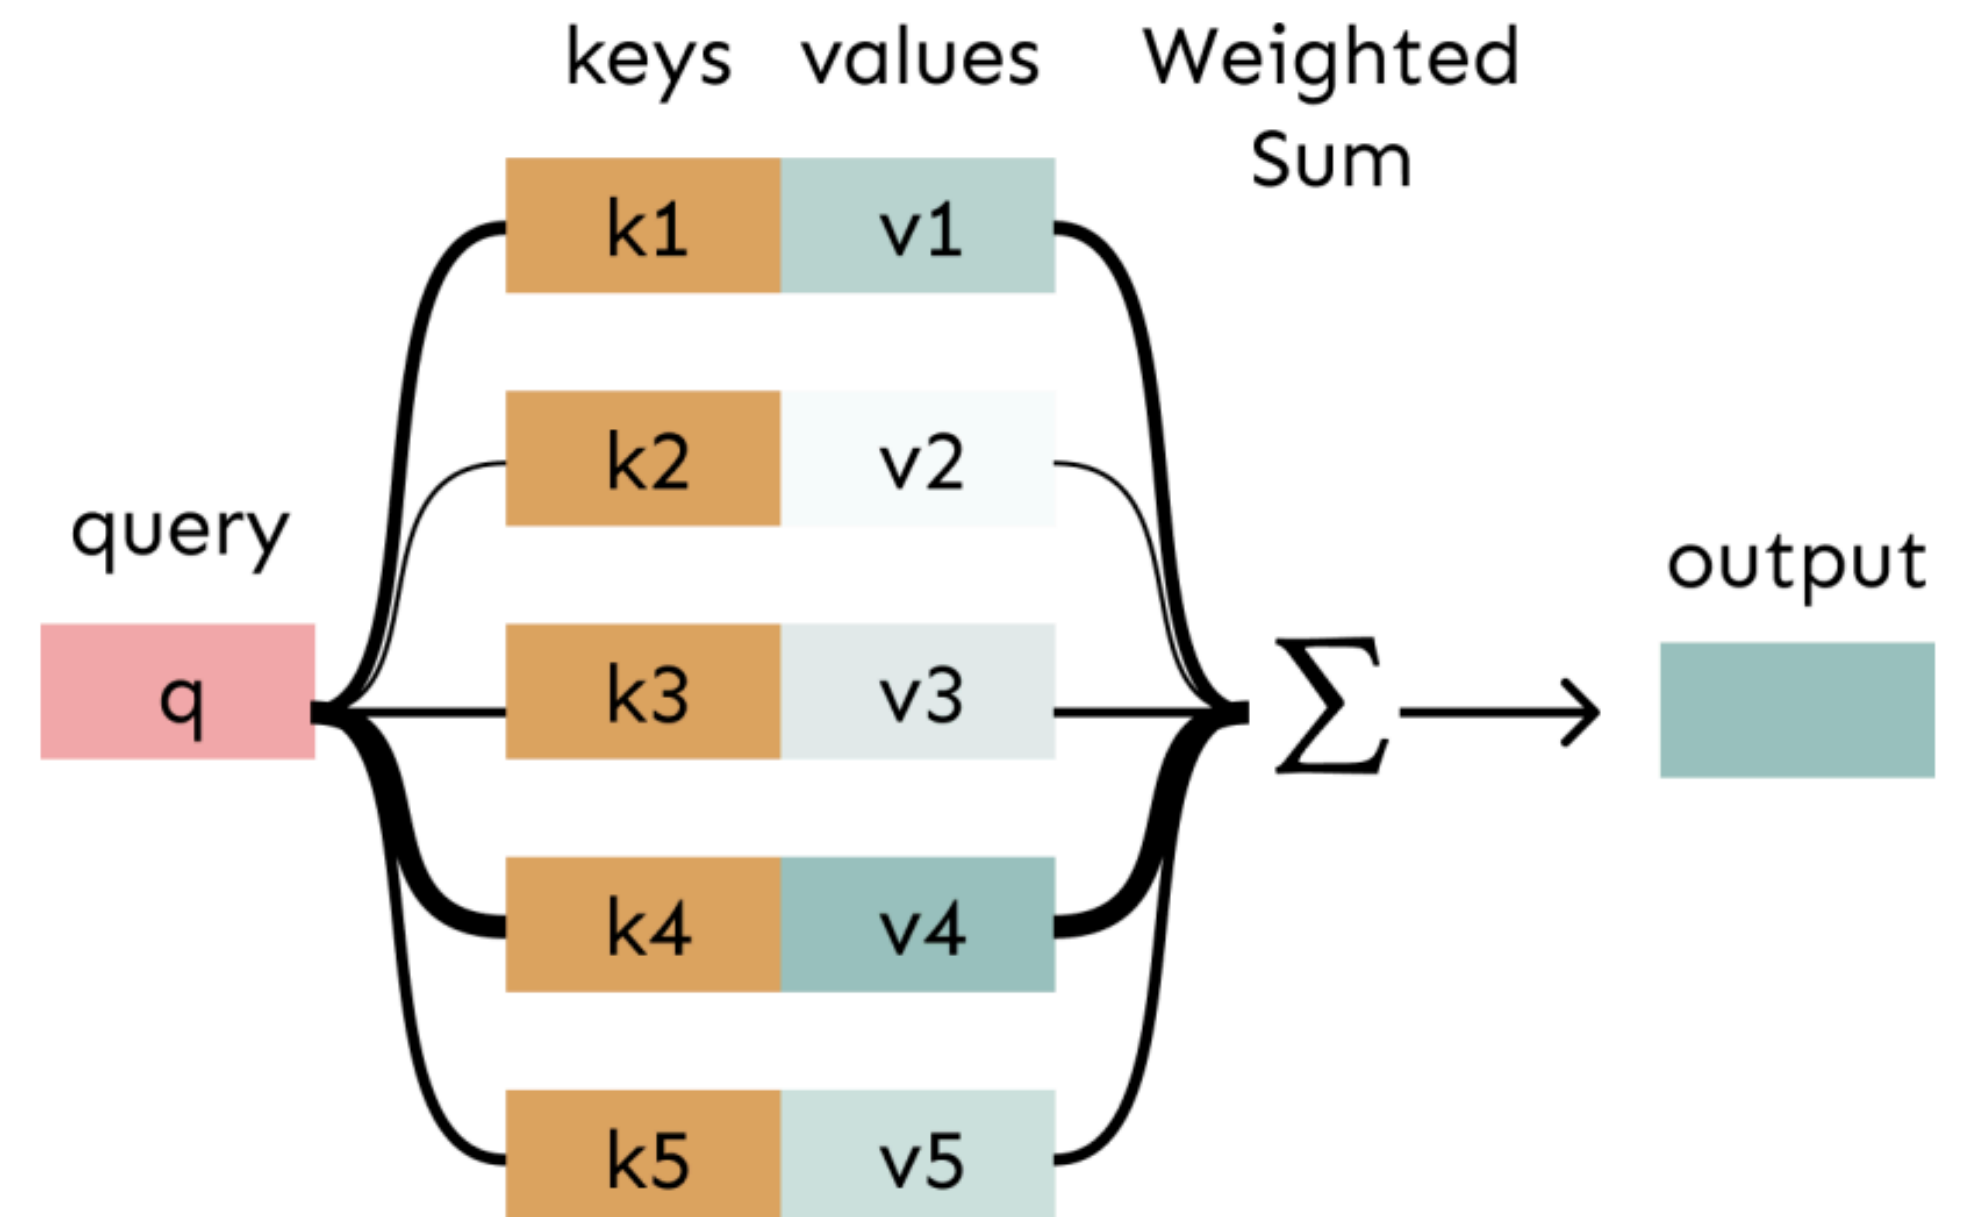 keys values Weighted
Sum
k1 v1
k2 v2
query
output
q k3 v3 ∑
k4 v4
k5 v5